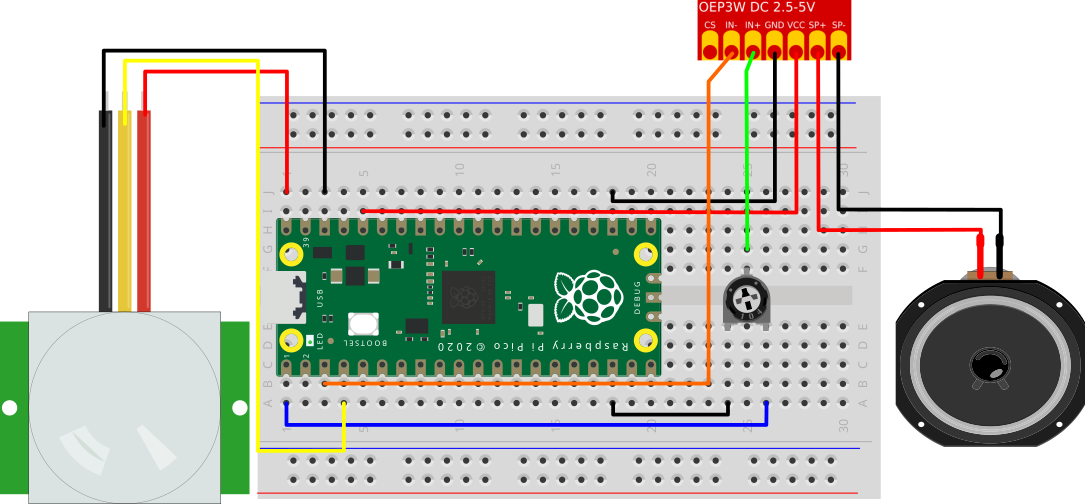 OEP3W DC 2.5-5V
CS IN- IN+ GND VCC SP+ SP-
1 5 10 15 20 25 30
J J
I I
H H
G G
F F
39
USB
DEBUG
104
E E
D D
C C
B B
A A
LED
1
2
BOOTSEL
Raspberry Pi Pico ©2020
1 5 10 15 20 25 30